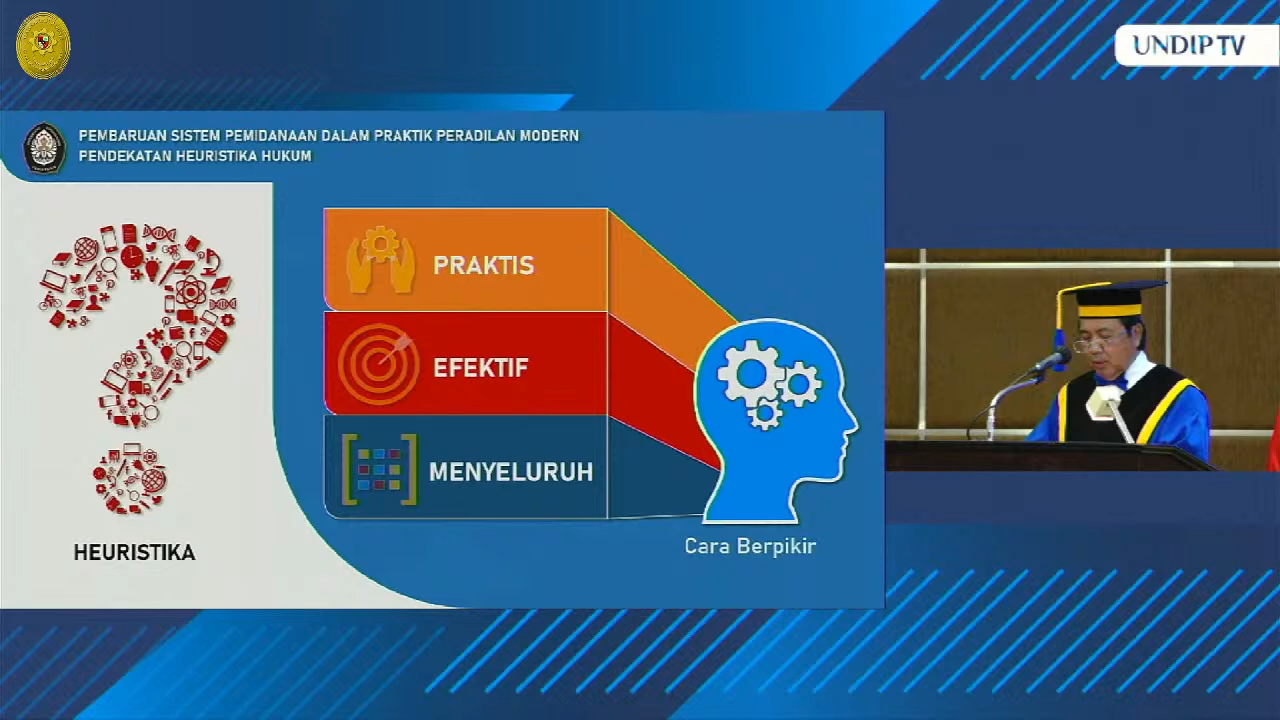 UNDIP TV
PEMBARUAN SISTEM PEMIDANAAN DALAM PRAKTIK PERADILAN MODERN
PENDEKATAN HEURISTIKA HUKUM
PRAKTIS
EFEKTIF
MENYELURUH
HEURISTIKA
Cara Berpikir